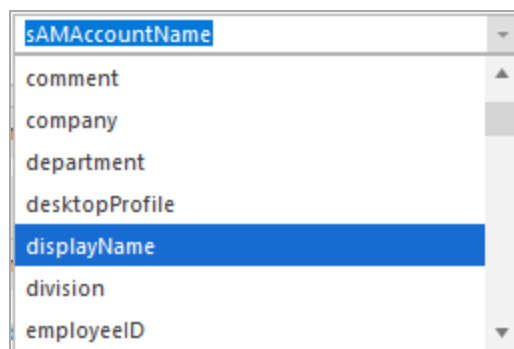 sAMAccountName
comment
company
department
desktopProfile
displayName
division
employeeID